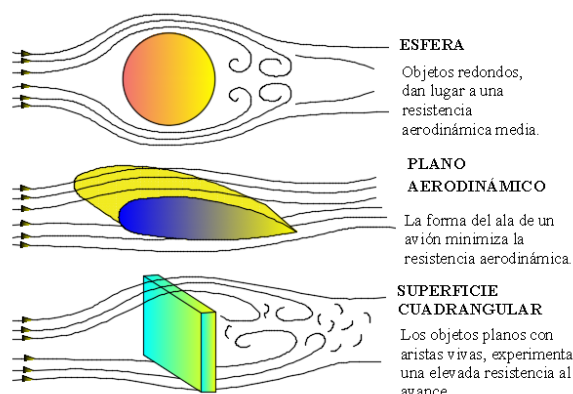 ESFERA
Objetos redondos,
dan lugar a una
resistencia
aerodinámica media.
PLANO
AERODINÁMICO
La forma del ala de un
avión minimiza la
resistencia aerodinámica.
SUPERFICIE
CUADRANGULAR
Los objetos planos con
aristas vivas, experimenta
una elevada resistencia al
avance